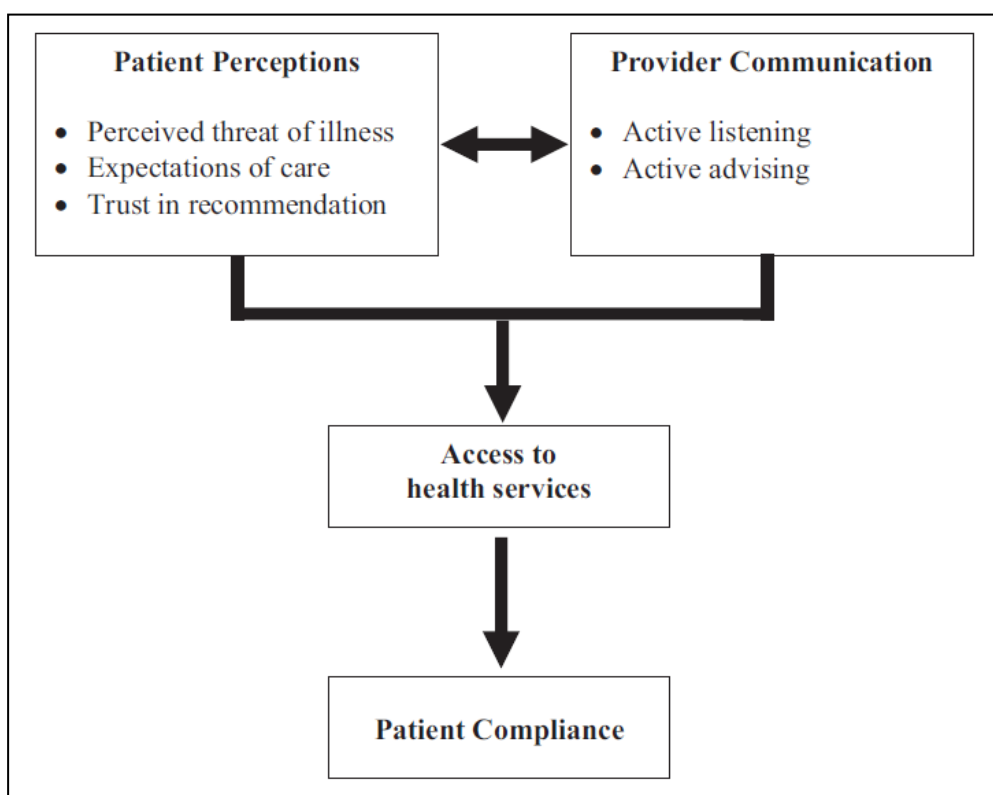 Patient Perceptions
• Perceived threat of illness
• Expectations of care
• Trust in recommendation
Provider Communication
• Active listening
• Active advising
Access to
health services
Patient Compliance